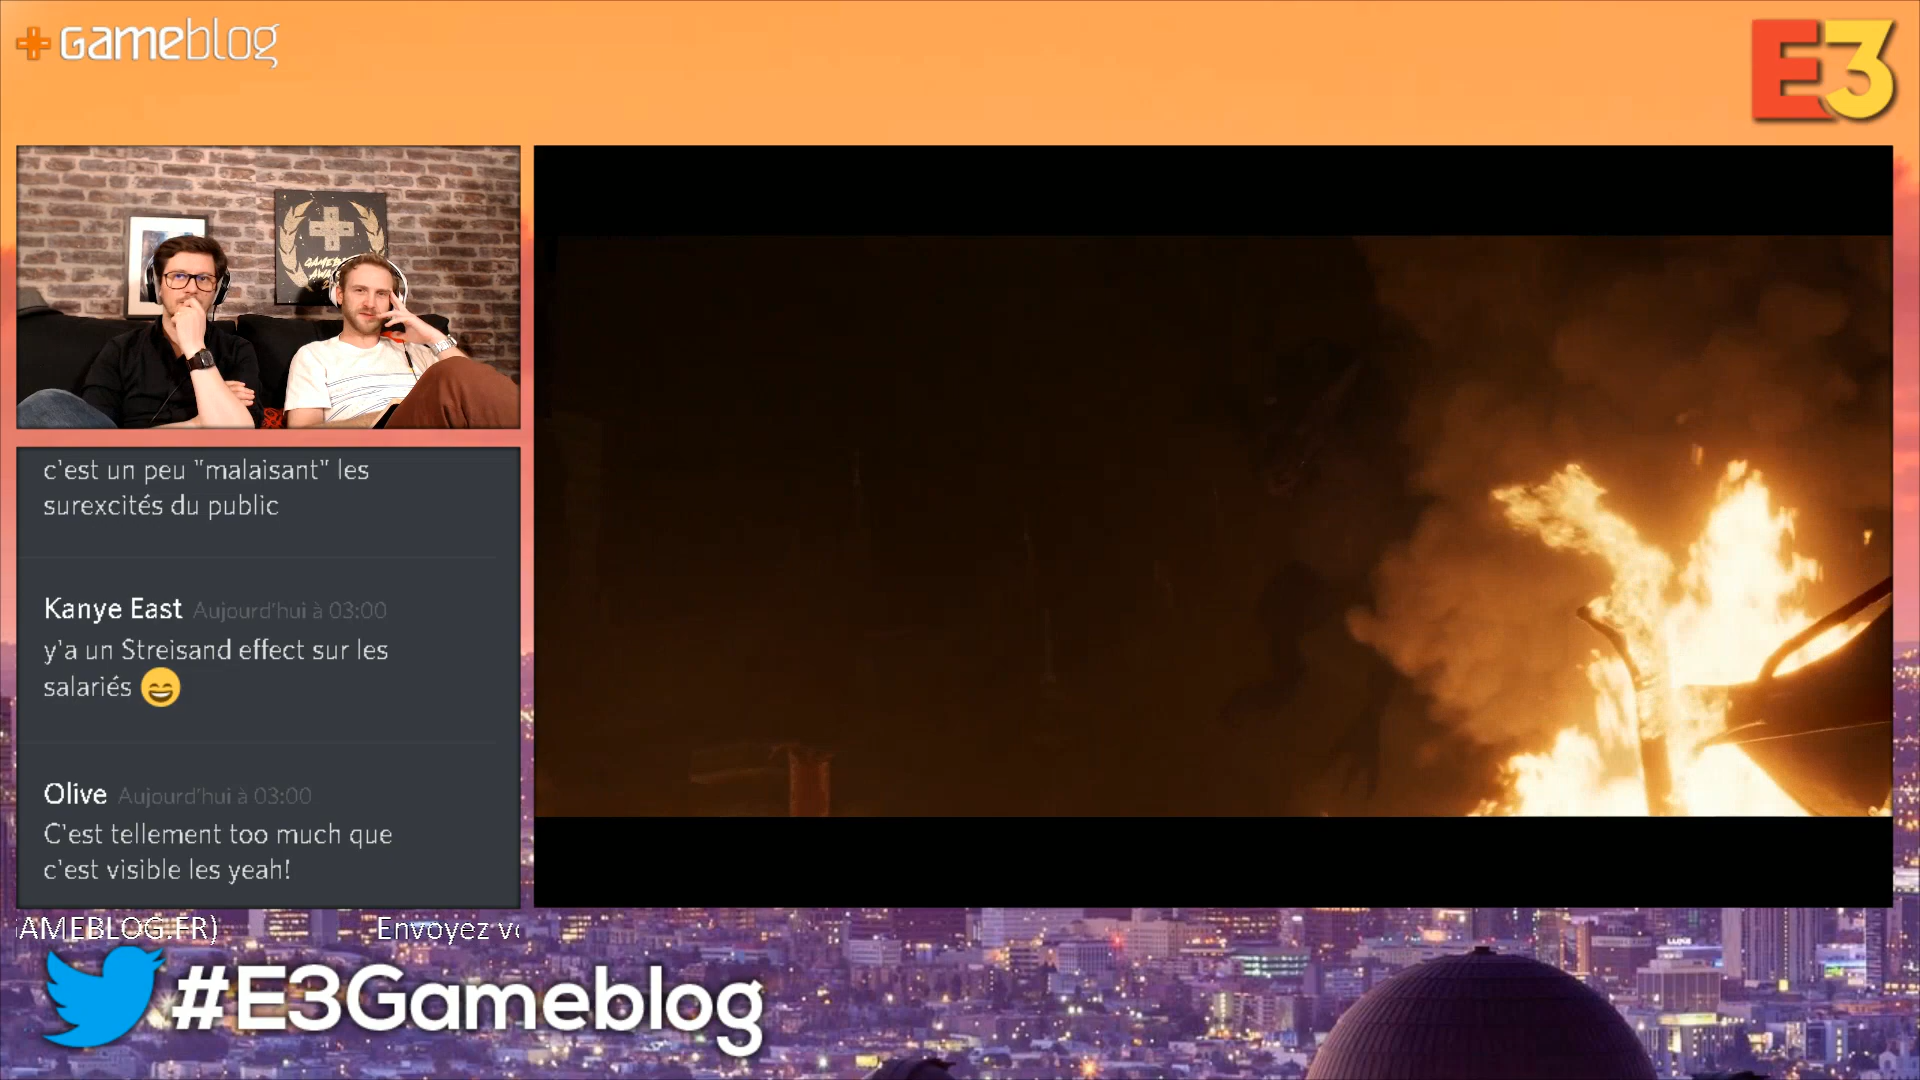 gameblog
E3
GAMEBLOG
AWARDS
c'est un peu "malaisant" les
surexcités du public
Kanye East Aujourd'hui à 03:00
y'a un Streisand effect sur les
salariés 😄
Olive Aujourd'hui à 03:00
C'est tellement too much que
c'est visible les yeah!
AMEBLOG.FR) Envoyez
#E3Gameblog